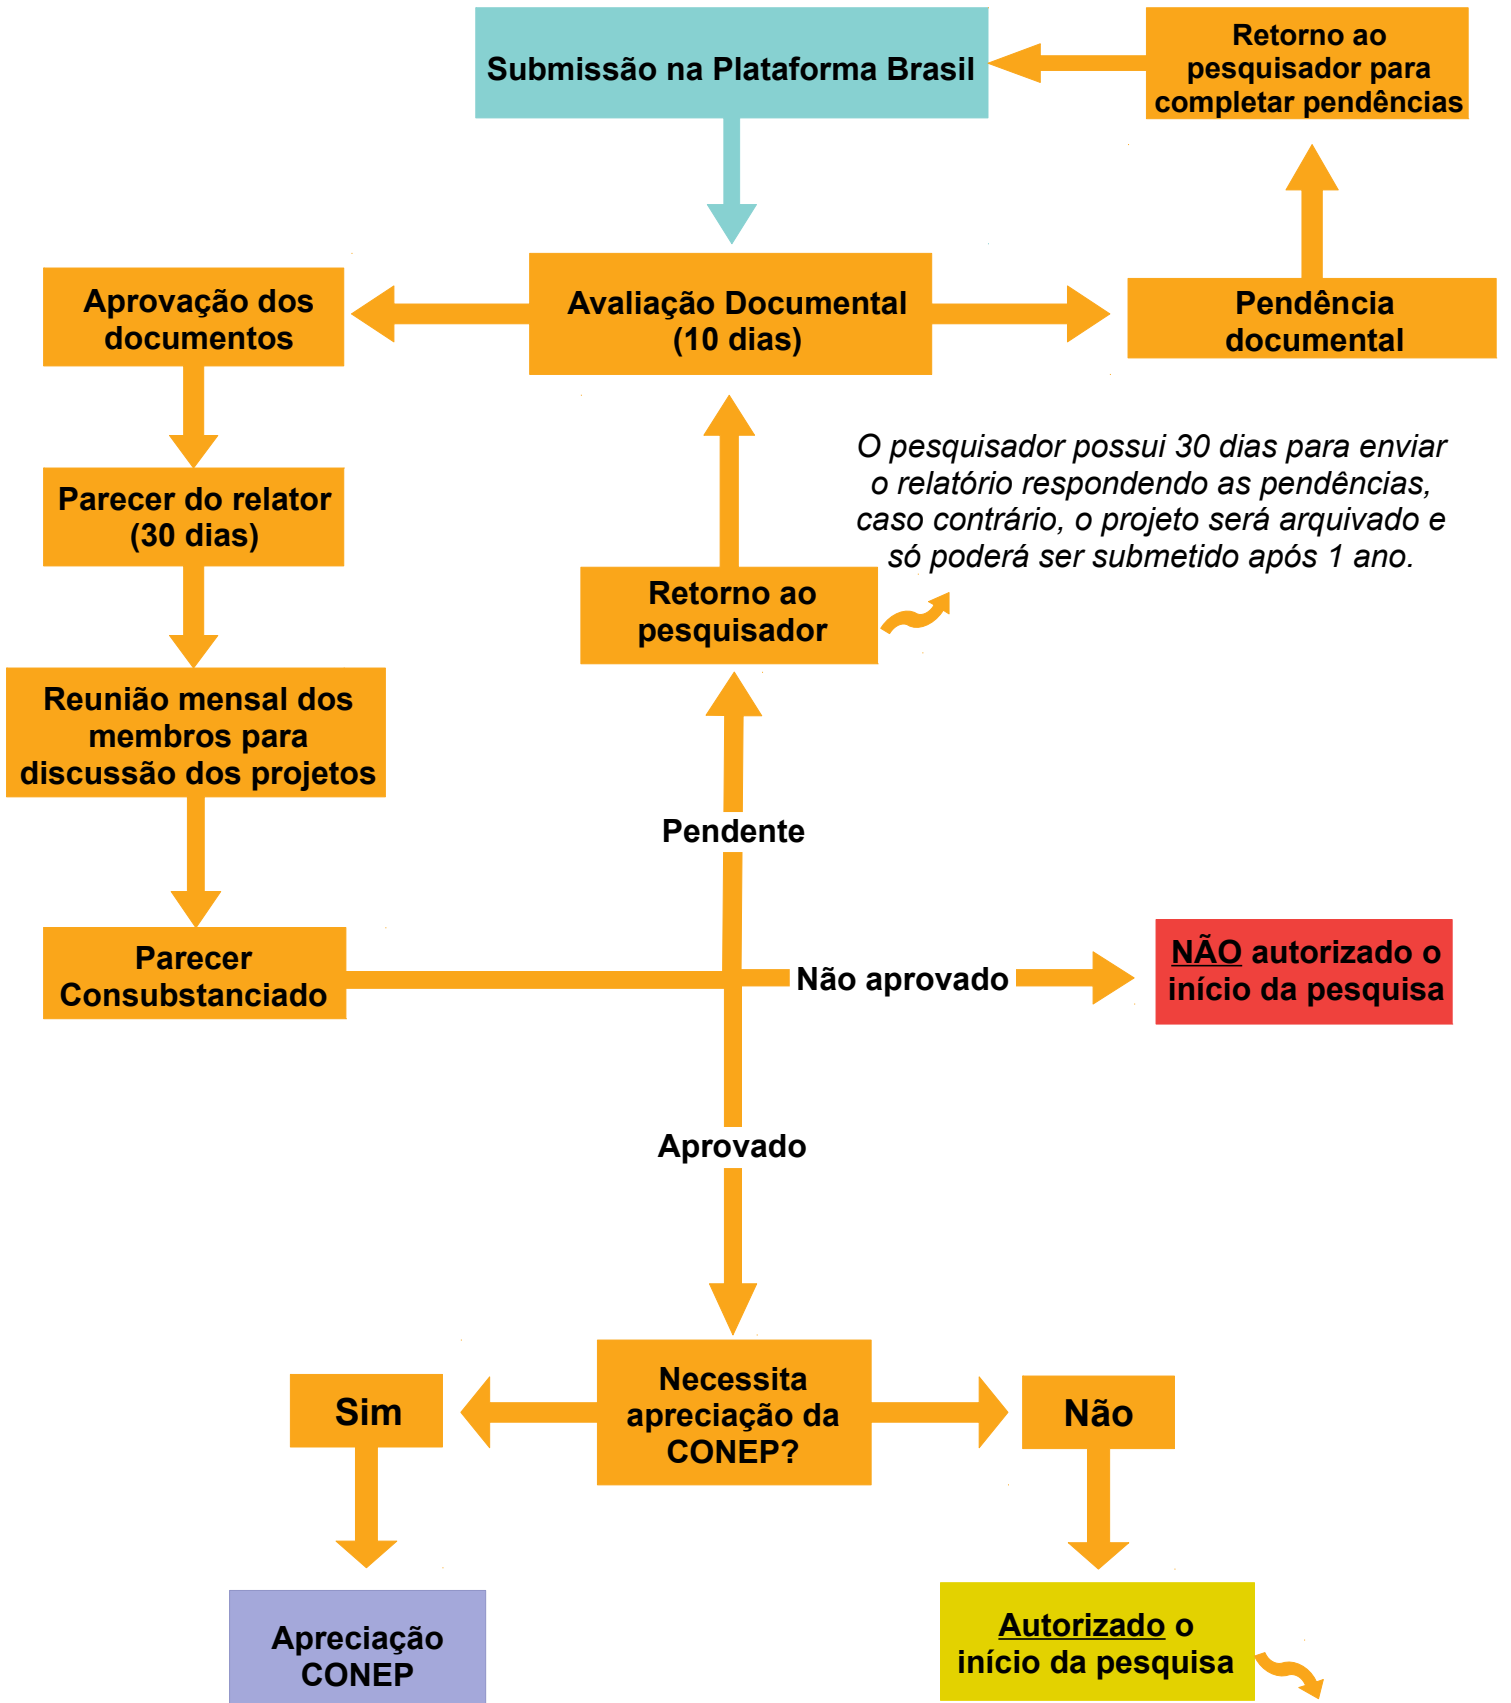 Submissão na Plataforma Brasil
Retorno ao
pesquisador para
completar pendências
Aprovação dos
documentos
Avaliação Documental
(10 dias)
Pendência
documental
O pesquisador possui 30 dias para enviar
o relatório respondendo as pendências,
caso contrário, o projeto será arquivado e
só poderá ser submetido após 1 ano.
Parecer do relator
(30 dias)
Retorno ao
pesquisador
Reunião mensal dos
membros para
discussão dos projetos
Pendente
Parecer
Consubstanciado
Não aprovado
NÃO autorizado o
início da pesquisa
Aprovado
Necessita
apreciação da
CONEP?
Sim
Não
Apreciação
CONEP
Autorizado o
início da pesquisa